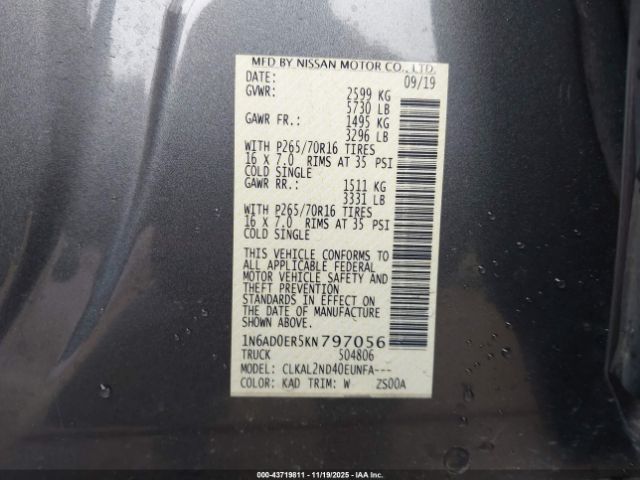 MFD BY NISSAN MOTOR CO., LTD.
DATE: 09/19
GVWR: 2599 KG
5730 LB
GAWR FR.: 1495 KG
3296 LB
WITH P265/70R16 TIRES
16 X 7.0 RIMS AT 35 PSI
COLD SINGLE
GAWR RR.: 1511 KG
3331 LB
WITH P265/70R16 TIRES
16 X 7.0 RIMS AT 35 PSI
COLD SINGLE
THIS VEHICLE CONFORMS TO
ALL APPLICABLE FEDERAL
MOTOR VEHICLE SAFETY AND
THEFT PREVENTION
STANDARDS IN EFFECT ON
THE DATE OF MANUFACTURE
SHOWN ABOVE.
1N6AD0ER5KN797056
TRUCK 504806
MODEL: CLKAL2ND40EUNFA---
COLOR: KAD TRIM: W ZS00A
000-43719811 - 11/19/2025 - IAA Inc.